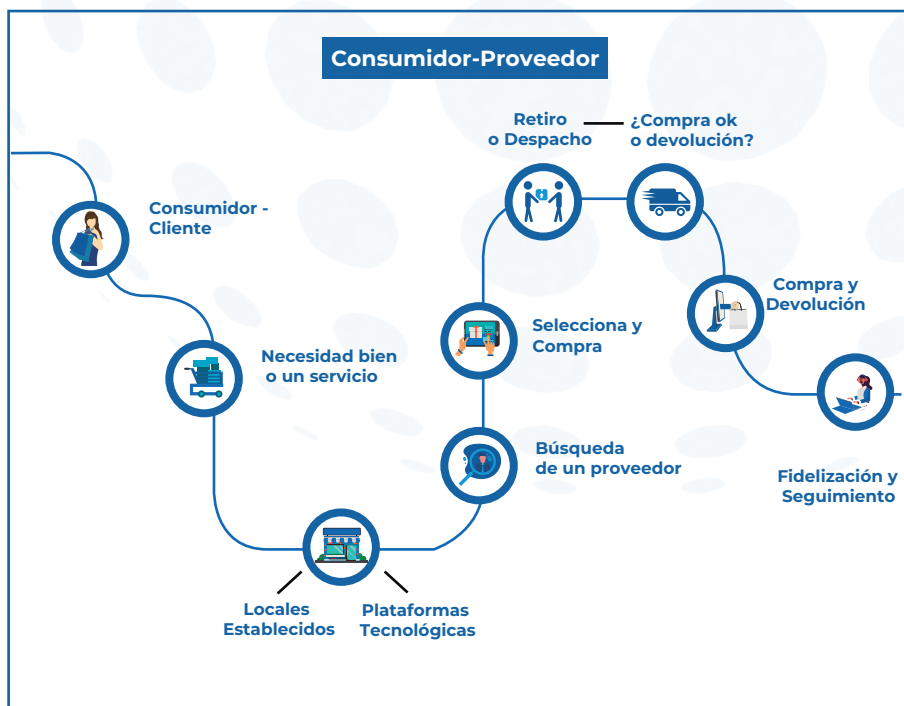 Consumidor-Proveedor
Retiro
o Despacho
¿Compra ok
o devolución?
Consumidor -
Cliente
Compra y
Devolución
Selecciona y
Compra
Necesidad bien
o un servicio
Búsqueda
de un proveedor
Fidelización y
Seguimiento
Locales
Establecidos
Plataformas
Tecnológicas